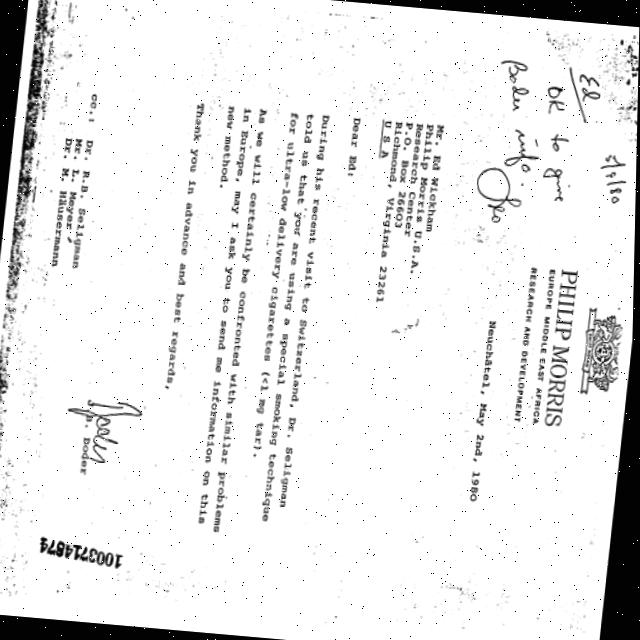 5/9/80
Ed
OK to give
Boder info.
PHILIP MORRIS
EUROPE MIDDLE EAST AFRICA
RESEARCH AND DEVELOPMENT
Neuchâtel, May 2nd, 1980
Mr. Ed Wickham
Philip Morris U.S.A.
Research Center
P.O. Box 26603
Richmond, Virginia 23261
U S A
Dear Ed:
During his recent visit to Switzerland, Dr. Seligman
told us that you are using a special smoking technique
for ultra-low delivery cigarettes (<1 mg tar).
As we will certainly be confronted with similar problems
in Europe, may I ask you to send me information on this
new method.
Thank you in advance and best regards,
Boder
. Boder
cc.: Dr. R.B. Seligman
Mr. L. Meyer
Dr. M. Häusermann
1003714874